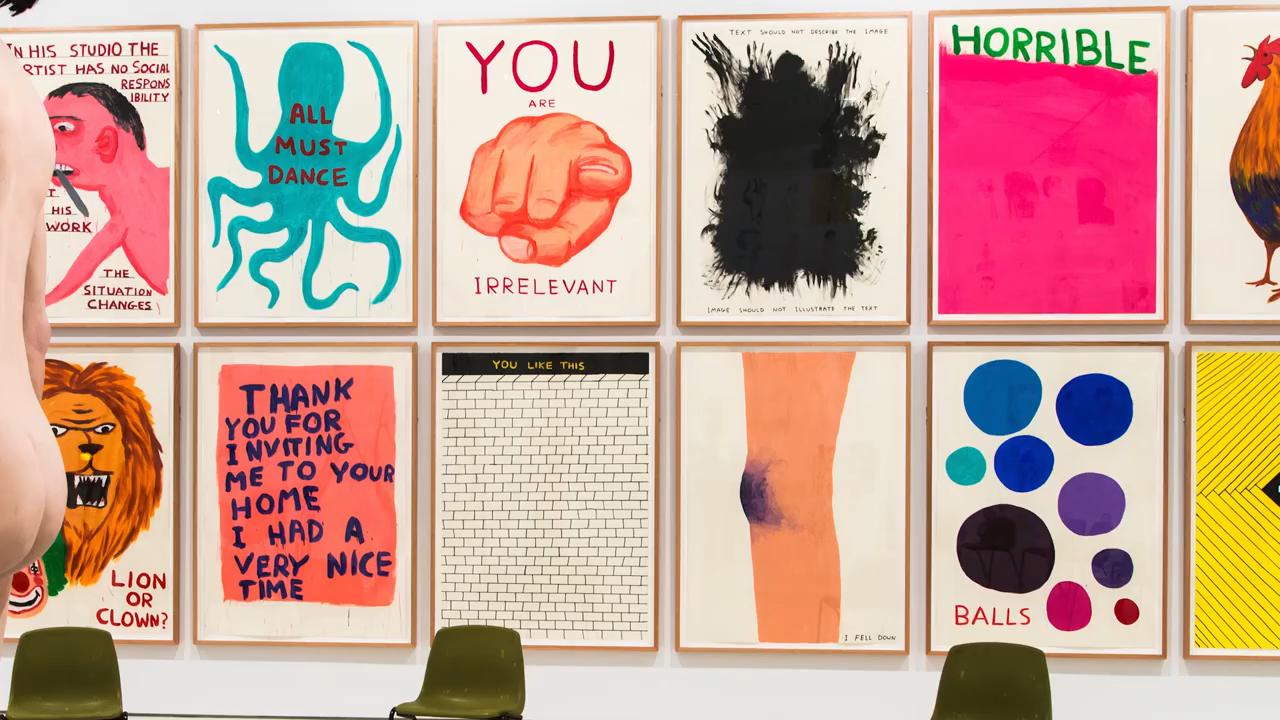 IN HIS STUDIO THE
ARTIST HAS NO SOCIAL
RESPONS
IBILITY
HIS
WORK
THE
SITUATION
CHANGES
ALL
MUST
DANCE
YOU
ARE
IRRELEVANT
TEXT SHOULD NOT DESCRIBE THE IMAGE
IMAGE SHOULD NOT ILLUSTRATE THE TEXT
HORRIBLE
LION
OR
CLOWN?
THANK
YOU FOR
INVITING
ME TO YOUR
HOME
I HAD A
VERY NICE
TIME
YOU LIKE THIS
I FELL DOWN
BALLS